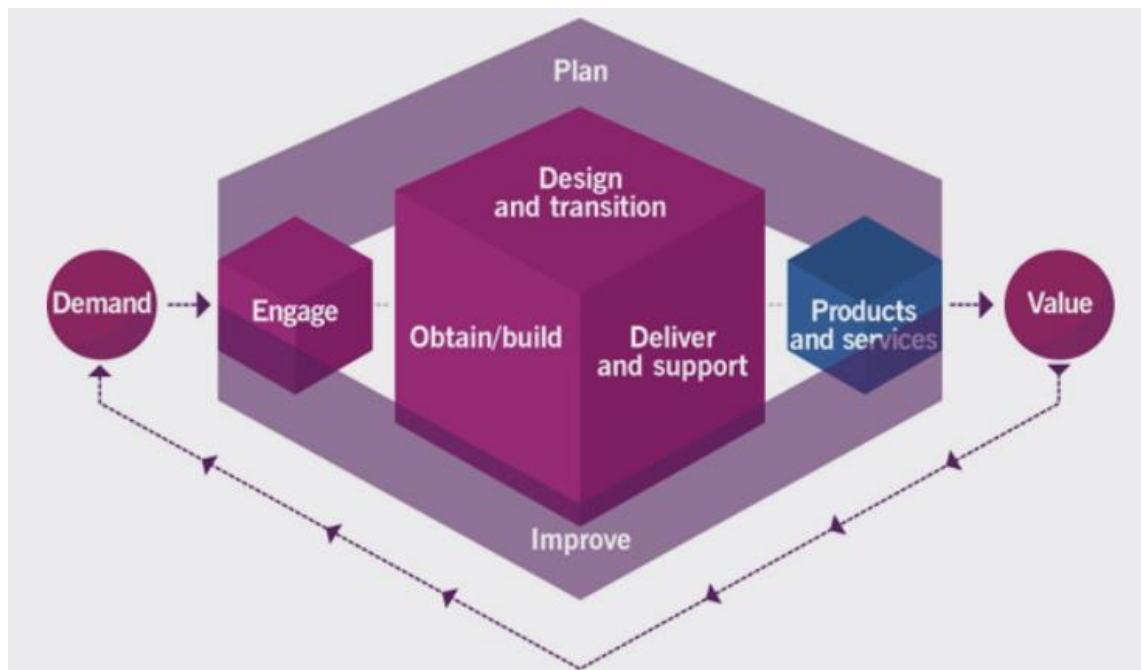 Plan
Design
and transition
Demand
Engage
Obtain/build
Deliver
and support
Products
and services
Value
Improve